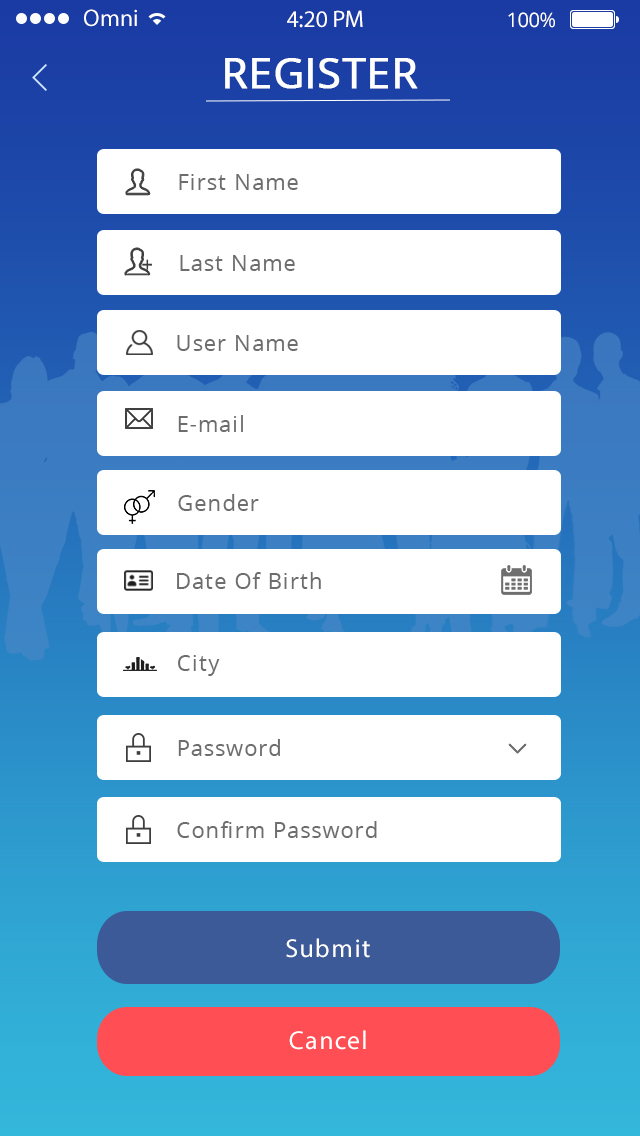 Omni 4:20 PM 100%
REGISTER
First Name
Last Name
User Name
E-mail
Gender
Date Of Birth
City
Password
Confirm Password
Submit
Cancel